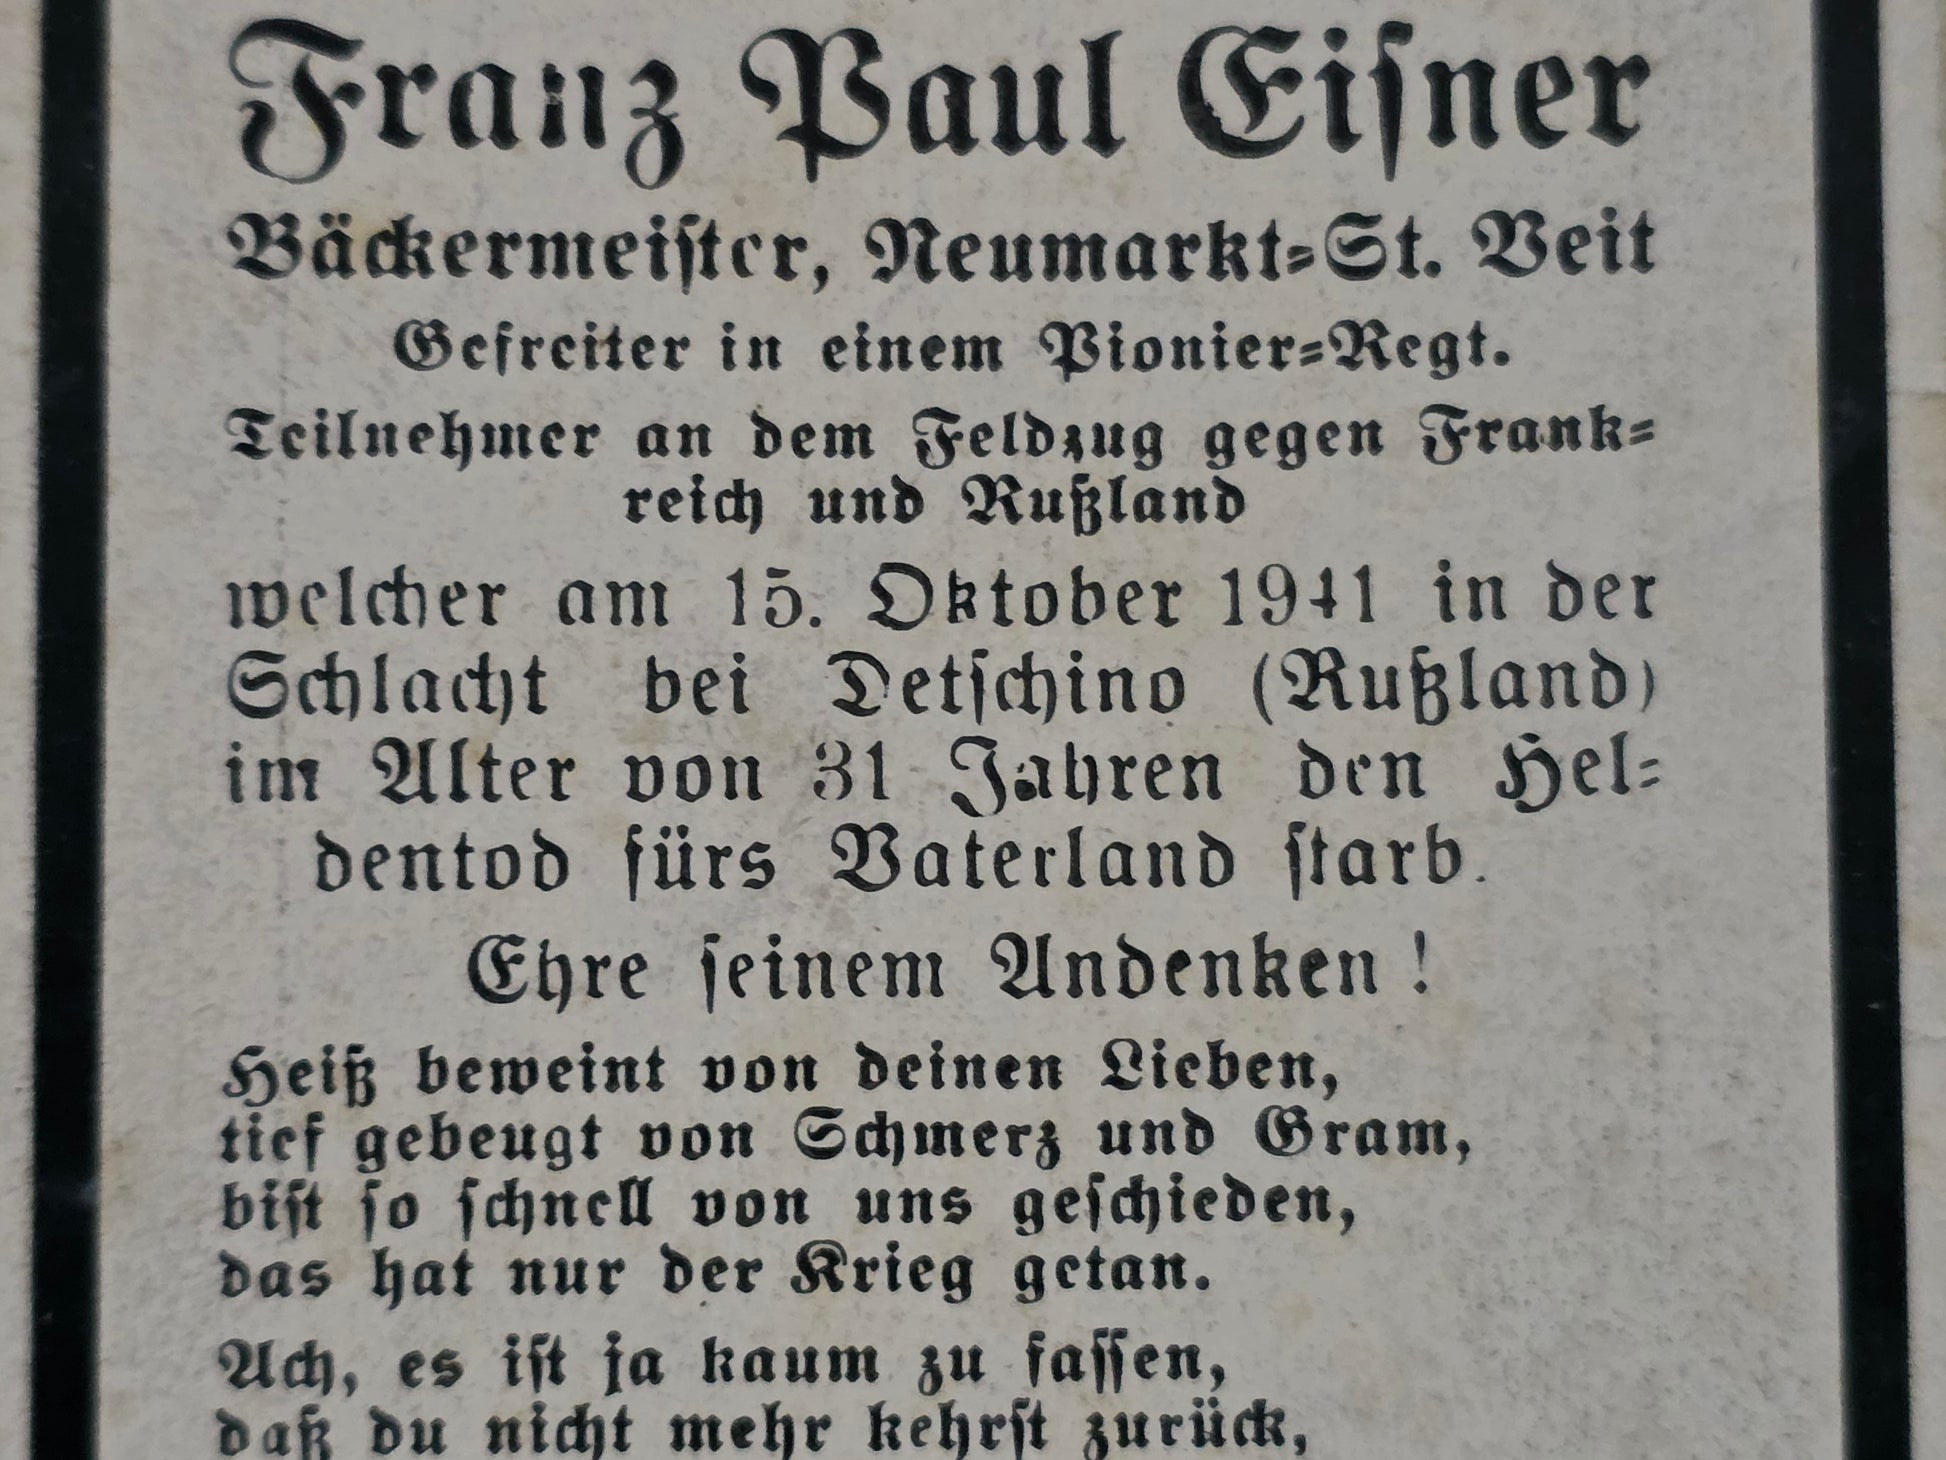 Franz Paul Eisner
Bäckermeister, Neumarkt-St. Veit
Gefreiter in einem Pionier-Regt.
Teilnehmer an dem Feldzug gegen Frank-
reich und Rußland
welcher am 15. Oktober 1941 in der
Schlacht bei Detschino (Rußland)
im Alter von 31 Jahren den Hel-
dentod fürs Vaterland starb.
Ehre seinem Andenken !
Heiß beweint von deinen Lieben,
tief gebeugt von Schmerz und Gram,
bist so schnell von uns geschieden,
das hat nur der Krieg getan.
Ach, es ist ja kaum zu fassen,
daß du nicht mehr kehrst zurück,